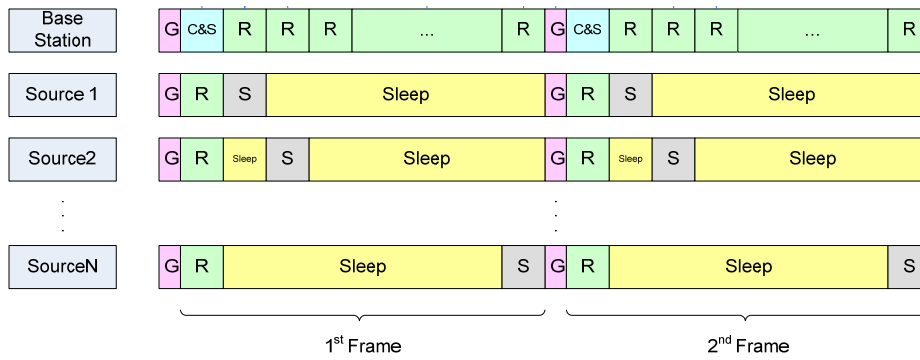 Base Station G C&S R R R ... R G C&S R R R ... R
Source 1 G R S Sleep G R S Sleep
Source2 G R Sleep S Sleep G R Sleep S Sleep
SourceN G R Sleep S G R Sleep S
1st Frame 2nd Frame